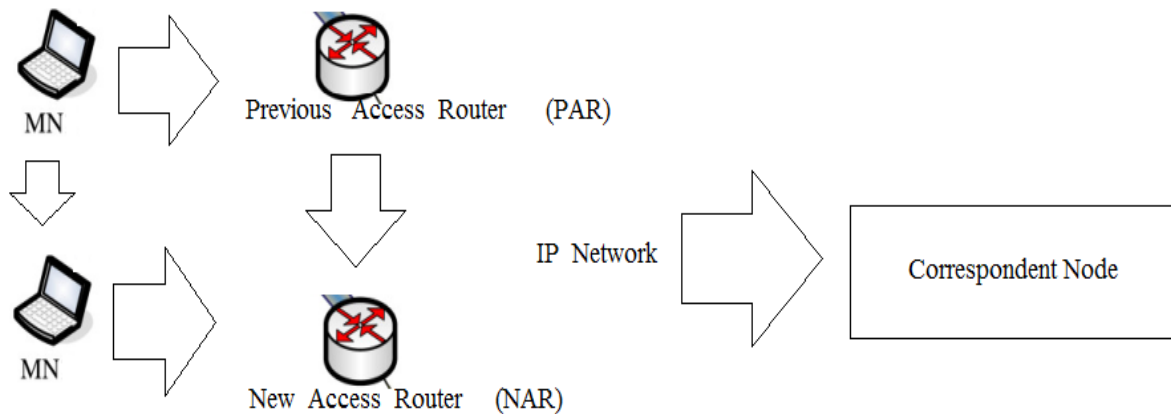 MN
Previous Access Router (PAR)
IP Network
Correspondent Node
MN
New Access Router (NAR)